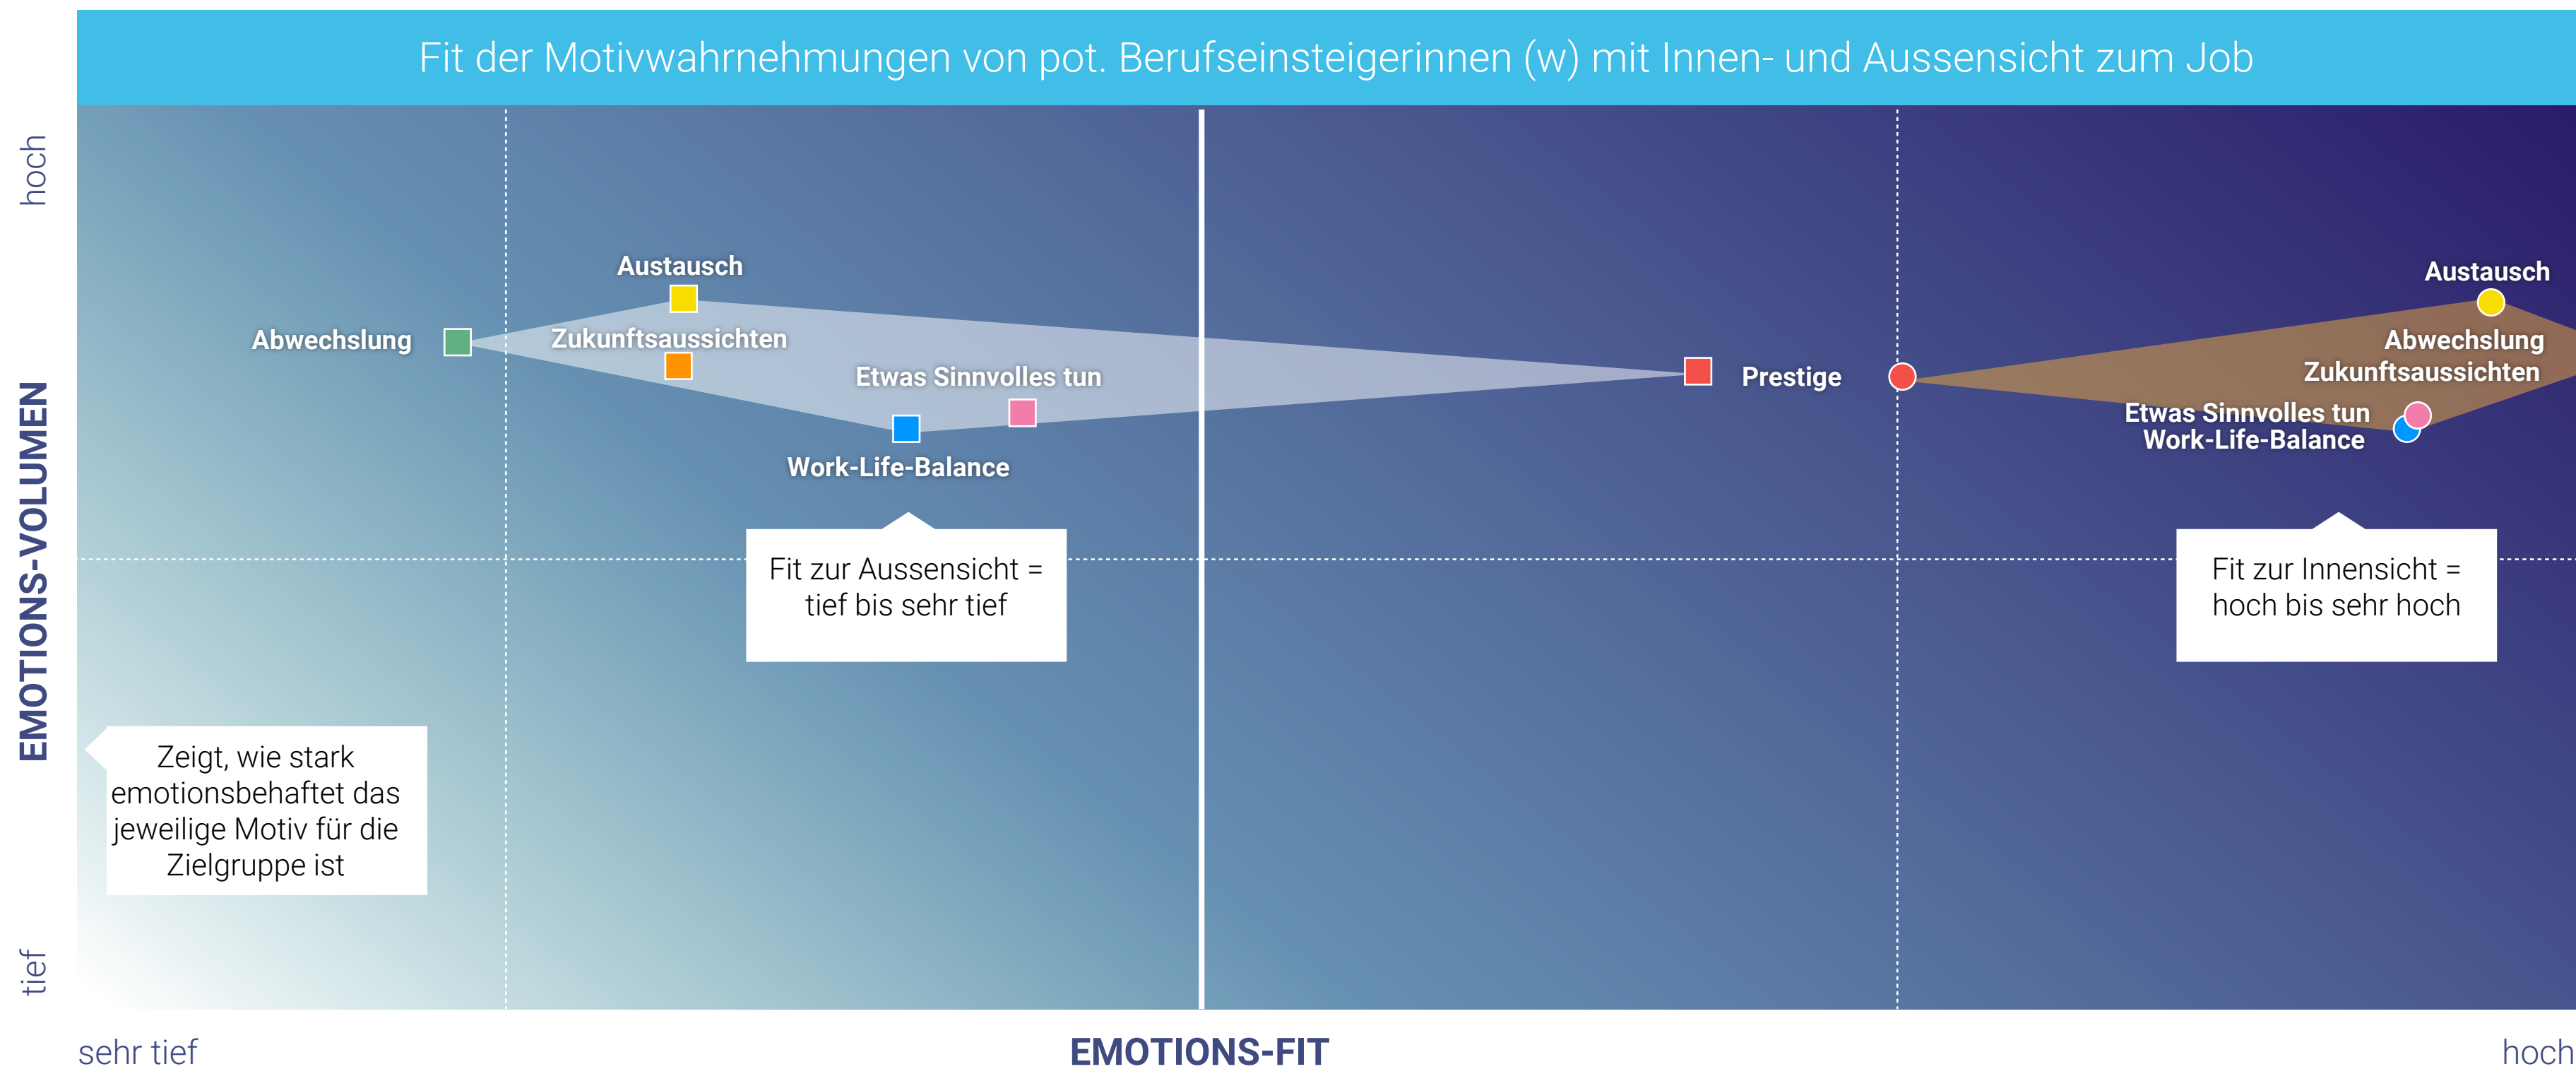 Fit der Motivwahrnehmungen von pot. Berufseinsteigerinnen (w) mit Innen- und Aussensicht zum Job
hoch
EMOTIONS-VOLUMEN
tief
Austausch
Abwechslung
Zukunftsaussichten
Etwas Sinnvolles tun
Work-Life-Balance
Prestige
Austausch
Abwechslung
Zukunftsaussichten
Etwas Sinnvolles tun
Work-Life-Balance
Fit zur Aussensicht =
tief bis sehr tief
Fit zur Innensicht =
hoch bis sehr hoch
Zeigt, wie stark
emotionsbehaftet das
jeweilige Motiv für die
Zielgruppe ist
sehr tief
EMOTIONS-FIT
hoch